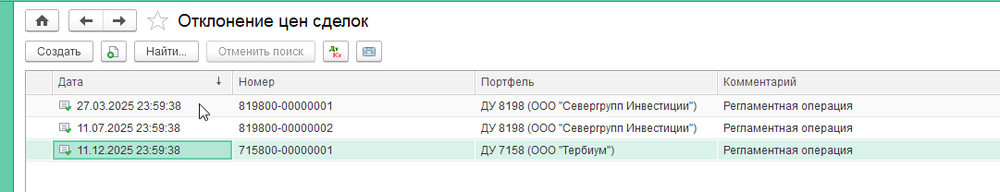 Отклонение цен сделок
Создать Найти... Отменить поиск Дт Кт
Дата ↓ Номер Портфель Комментарий
27.03.2025 23:59:38 819800-00000001 ДУ 8198 (ООО "Севергрупп Инвестиции") Регламентная операция
11.07.2025 23:59:38 819800-00000002 ДУ 8198 (ООО "Севергрупп Инвестиции") Регламентная операция
11.12.2025 23:59:38 715800-00000001 ДУ 7158 (ООО "Тербиум") Регламентная операция